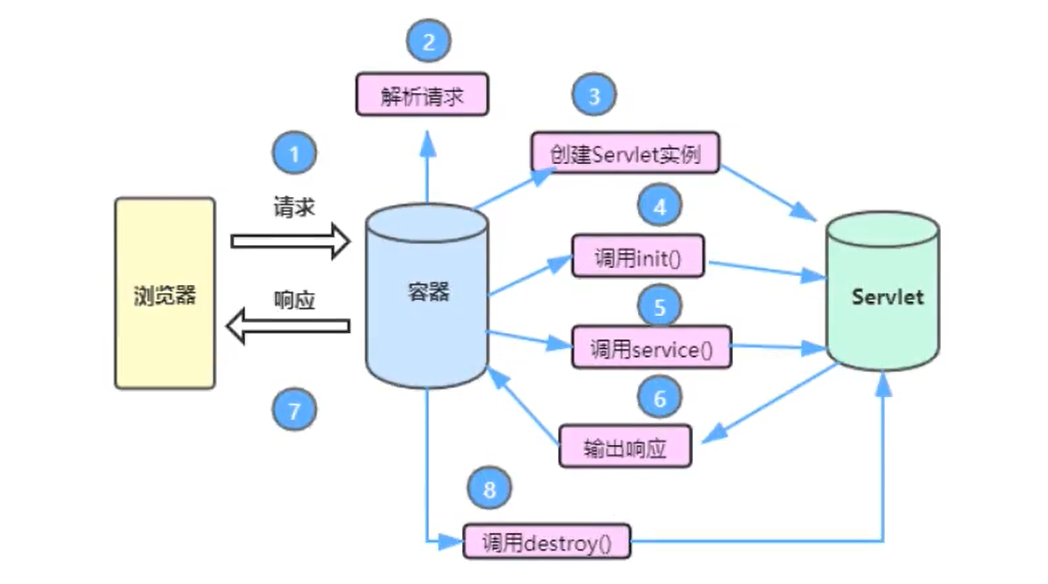 2
解析请求
3
1
创建Servlet实例
请求
4
调用init()
浏览器
响应
容器
Servlet
5
调用service()
6
7
输出响应
8
调用destroy()